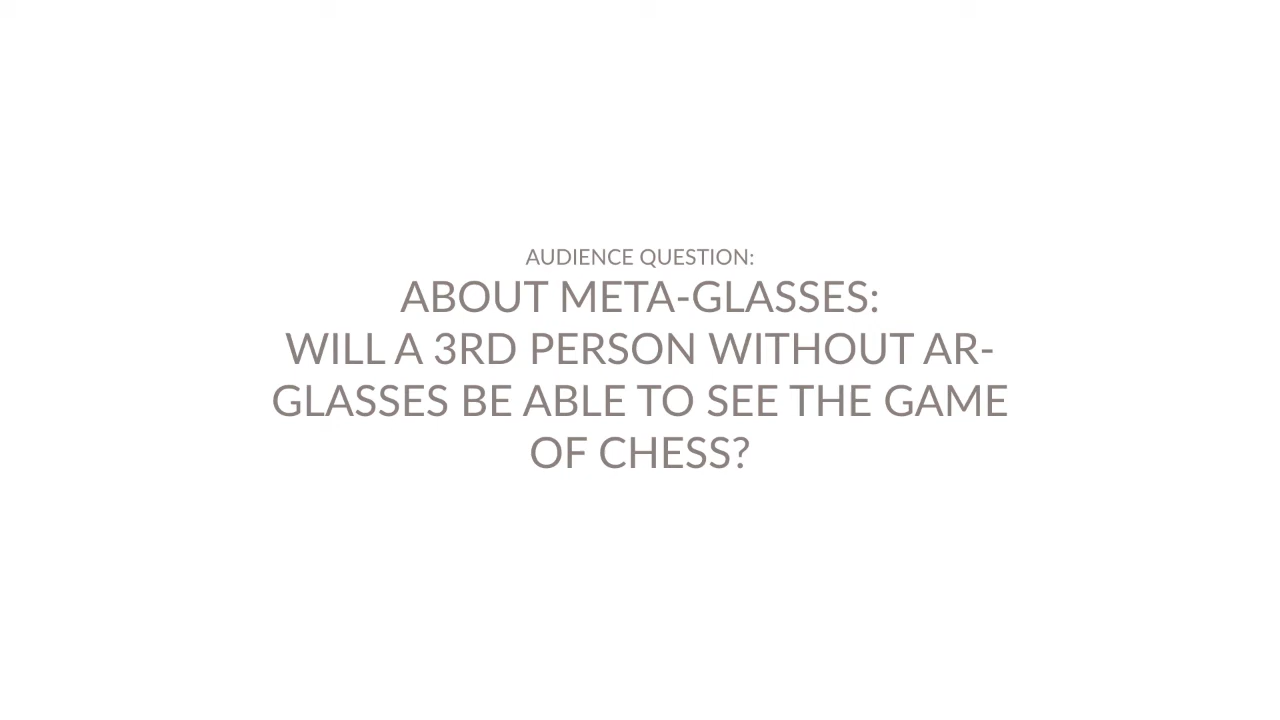 AUDIENCE QUESTION:
ABOUT META-GLASSES:
WILL A 3RD PERSON WITHOUT AR-
GLASSES BE ABLE TO SEE THE GAME
OF CHESS?